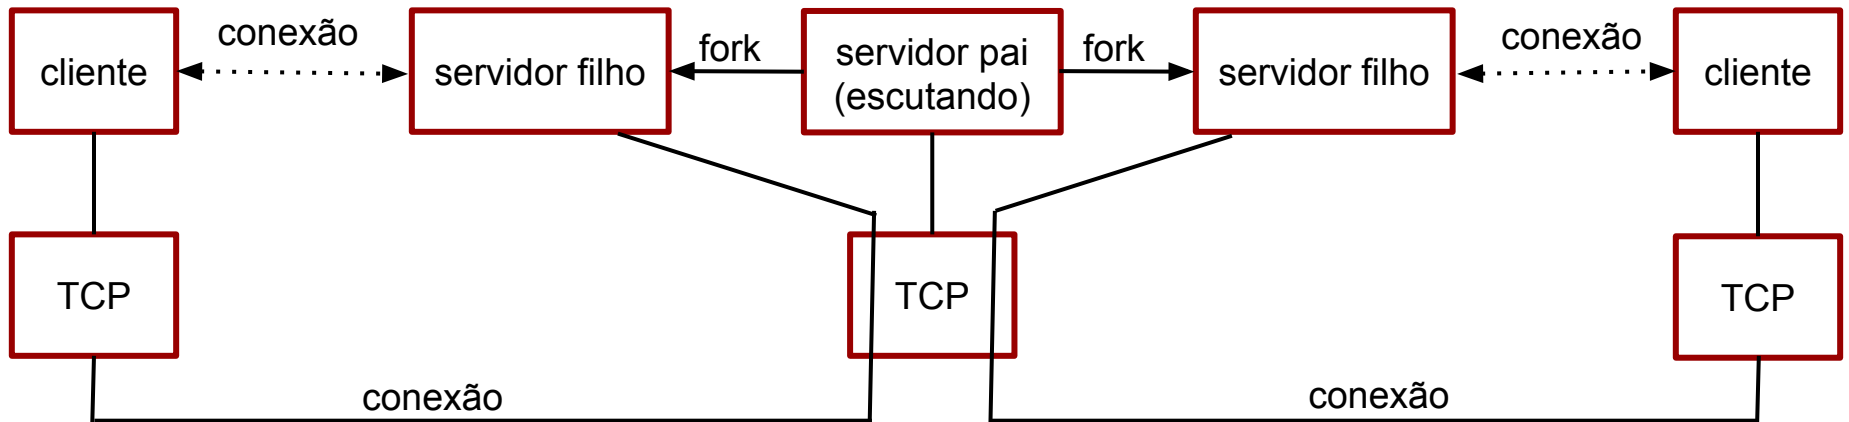 conexão
fork
fork
conexão
cliente
servidor filho
servidor pai
(escutando)
servidor filho
cliente
TCP
TCP
TCP
conexão
conexão